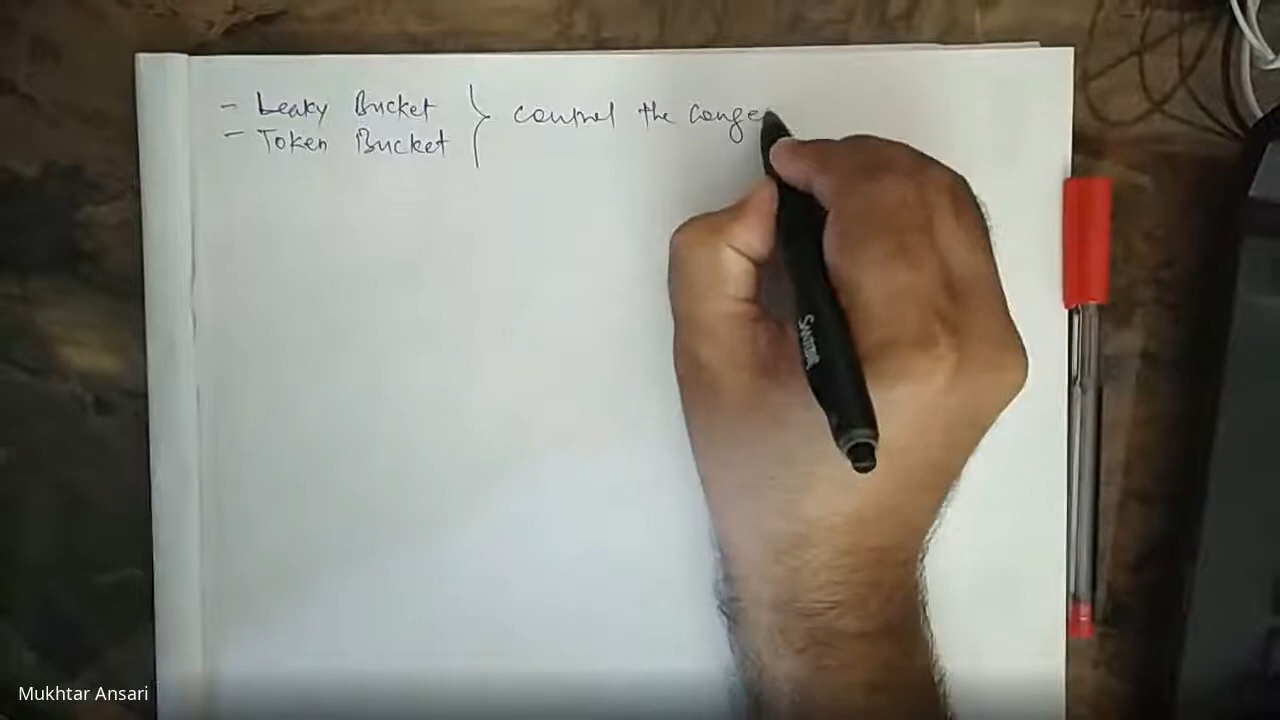 - Leaky Bucket } control the conge
- Token Bucket
Mukhtar Ansari